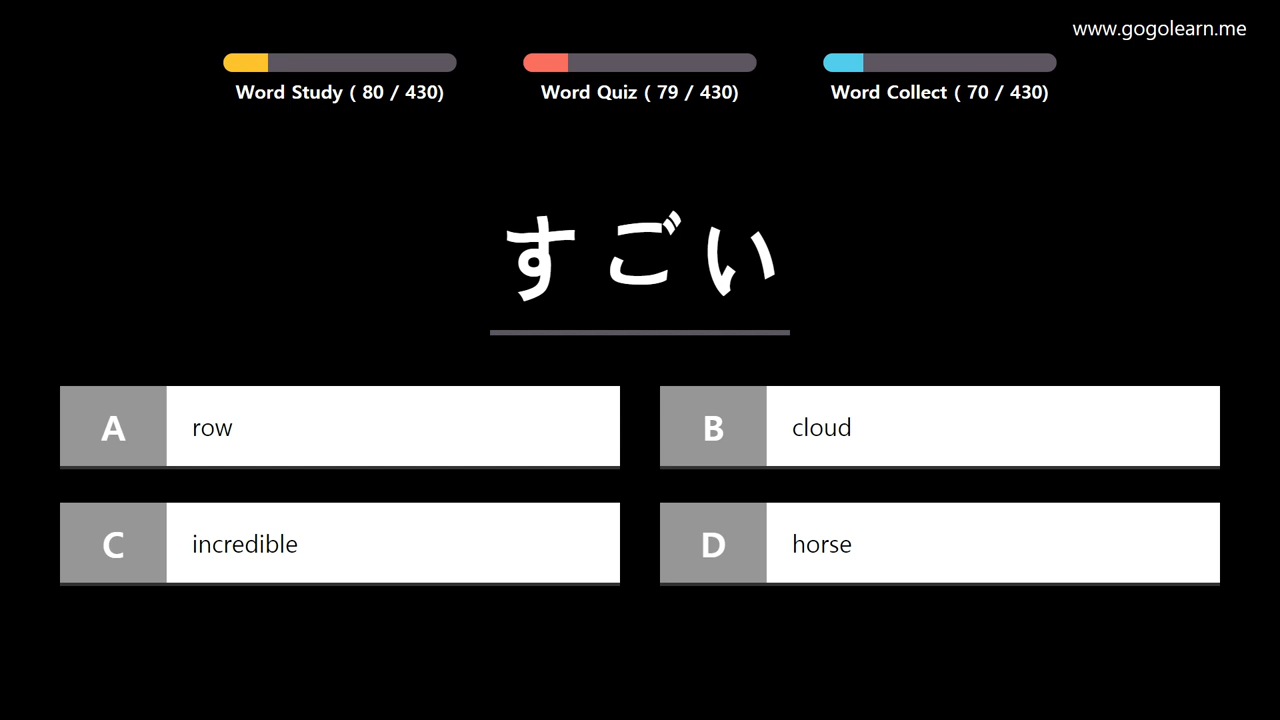 www.gogolearn.me
Word Study ( 80 / 430)
Word Quiz ( 79 / 430)
Word Collect ( 70 / 430)
すごい
A row
B cloud
C incredible
D horse